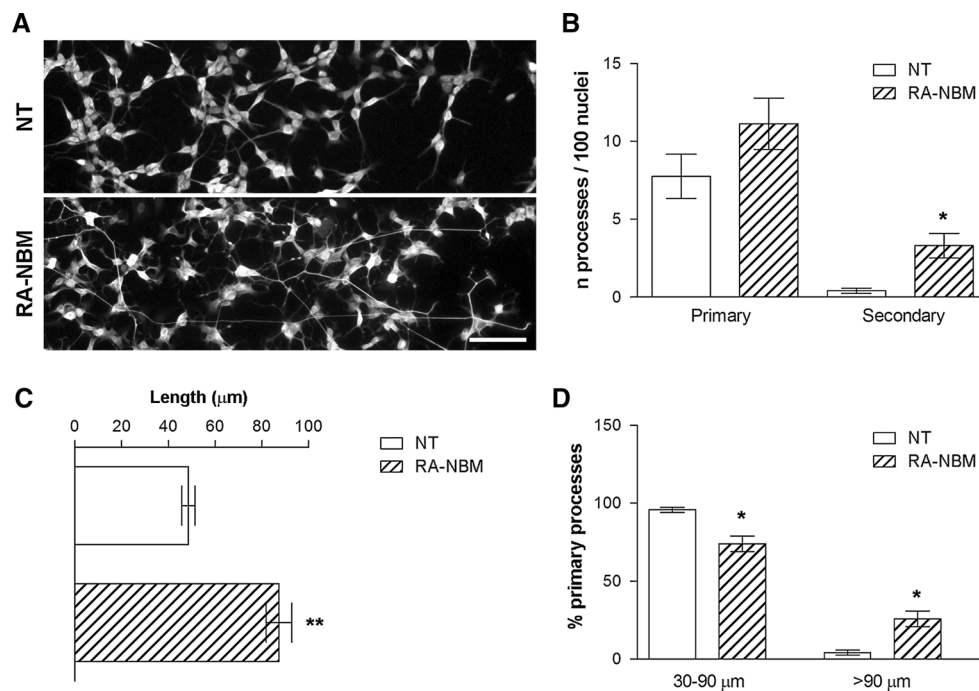 A
NT
RA-NBM
B
n processes / 100 nuclei
15
10
5
0
NT
RA-NBM
*
Primary
Secondary
C
Length (μm)
0 20 40 60 80 100
NT
RA-NBM
**
D
% primary processes
150
100
50
0
NT
RA-NBM
*
*
30-90 μm
>90 μm